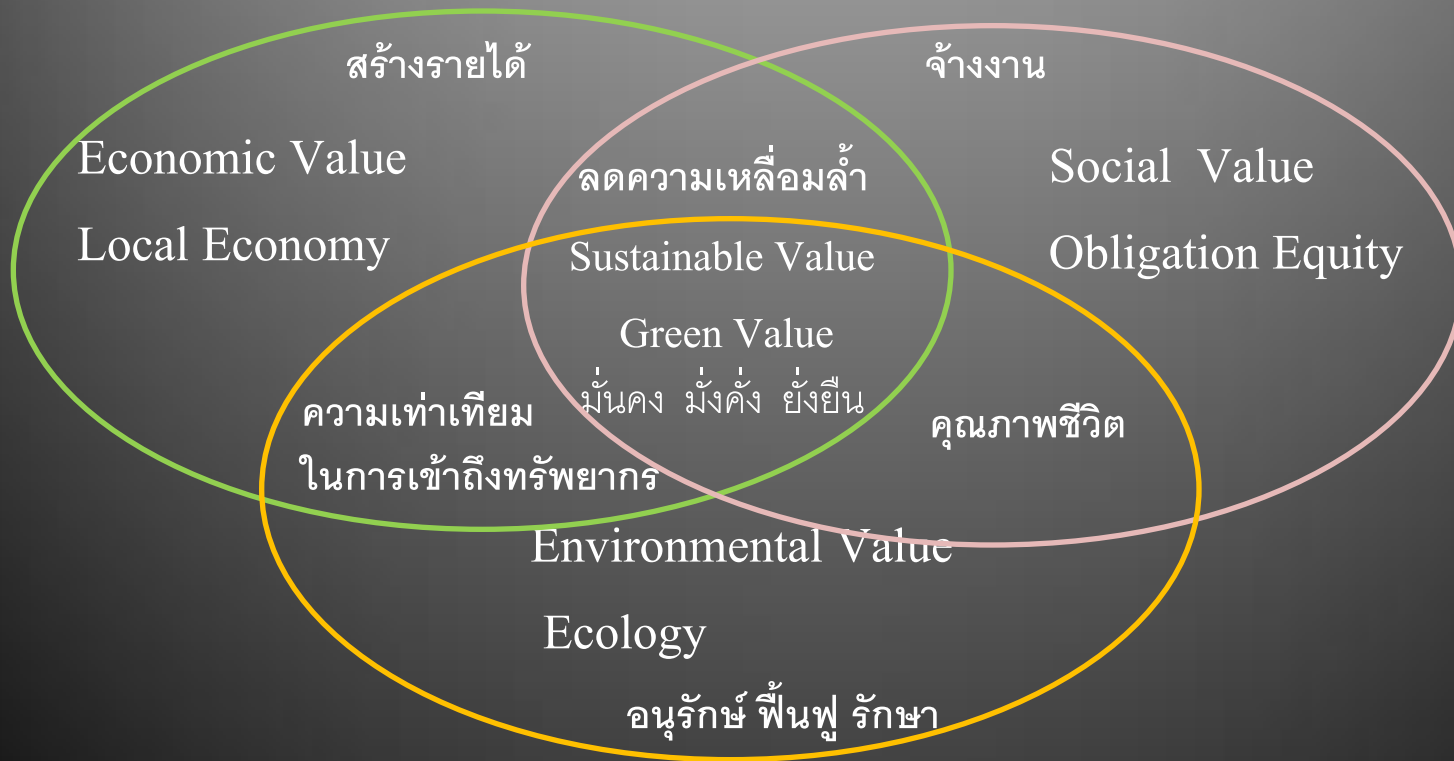 สร้างรายได้
จ้างงาน
Economic Value
Local Economy
Social Value
Obligation Equity
ลดความเหลื่อมล้ำ
Sustainable Value
Green Value
มั่นคง มั่งคั่ง ยั่งยืน
ความเท่าเทียม
ในการเข้าถึงทรัพยากร
คุณภาพชีวิต
Environmental Value
Ecology
อนุรักษ์ ฟื้นฟู รักษา